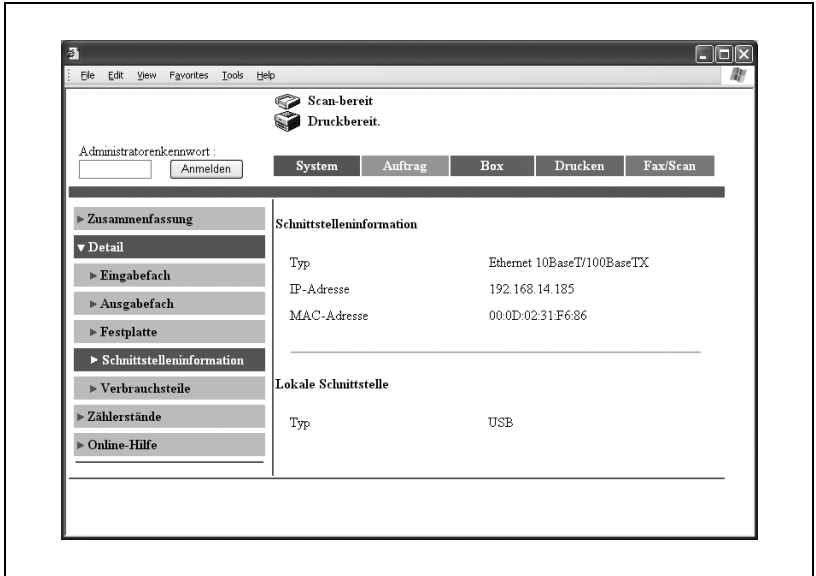 File Edit View Favorites Tools Help
Scan-bereit
Druckbereit.
Administratorenkennwort :
Anmelden
System Auftrag Box Drucken Fax/Scan
Zusammenfassung
Detail
Eingabefach
Ausgabefach
Festplatte
Schnittstelleninformation
Verbrauchsteile
Zählerstände
Online-Hilfe
Schnittstelleninformation
Typ Ethernet 10BaseT/100BaseTX
IP-Adresse 192.168.14.185
MAC-Adresse 00:0D:02:31:F6:86
Lokale Schnittstelle
Typ USB